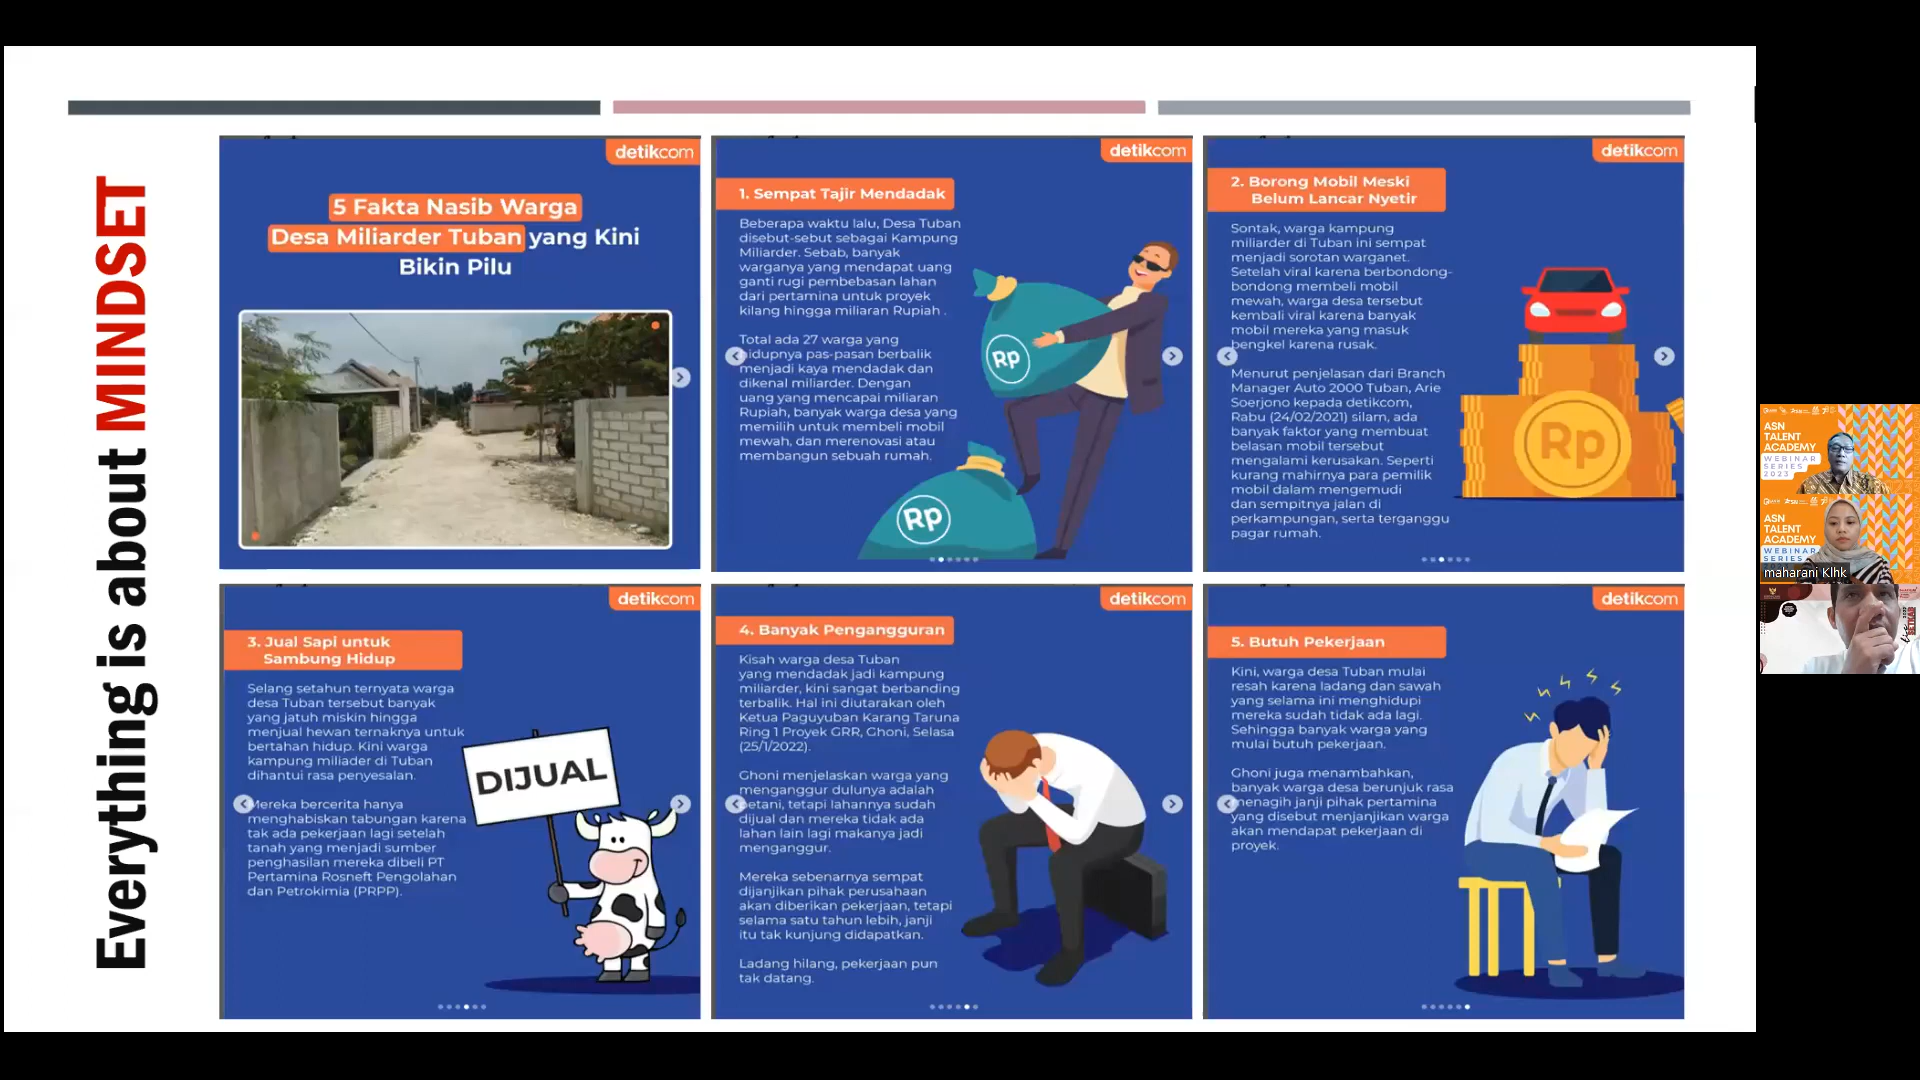 Everything is about MINDSET
detikcom
5 Fakta Nasib Warga
Desa Miliarder Tuban yang Kini
Bikin Pilu
detikcom
1. Sempat Tajir Mendadak
Beberapa waktu lalu, Desa Tuban
disebut-sebut sebagai Kampung
Miliarder. Sebab, banyak
warganya yang mendapat uang
ganti rugi pembebasan lahan
dari pertamina untuk proyek
kilang hingga miliaran Rupiah .
Total ada 27 warga yang
hidupnya pas-pasan berbalik
menjadi kaya mendadak dan
dikenal miliarder. Dengan
uang yang mencapai miliaran
Rupiah, banyak warga desa yang
memilih untuk membeli mobil
mewah, dan merenovasi atau
membangun sebuah rumah.
Rp
Rp
detikcom
2. Borong Mobil Meski
Belum Lancar Nyetir
Sontak, warga kampung
miliarder di Tuban ini sempat
menjadi sorotan warganet.
Setelah viral karena berbondong-
bondong membeli mobil
mewah, warga desa tersebut
kembali viral karena banyak
mobil mereka yang masuk
bengkel karena rusak.
Menurut penjelasan dari Branch
Manager Auto 2000 Tuban, Arie
Soerjono kepada detikcom,
Rabu (24/02/2021) silam, ada
banyak faktor yang membuat
belasan mobil tersebut
mengalami kerusakan. Seperti
kurang mahirnya para pemilik
mobil dalam mengemudi
dan sempitnya jalan di
perkampungan, serta terganggu
pagar rumah.
Rp
detikcom
3. Jual Sapi untuk
Sambung Hidup
Selang setahun ternyata warga
desa Tuban tersebut banyak
yang jatuh miskin hingga
menjual hewan ternaknya untuk
bertahan hidup. Kini warga
kampung miliader di Tuban
dihantui rasa penyesalan.
Mereka bercerita hanya
menghabiskan tabungan karena
tak ada pekerjaan lagi setelah
tanah yang menjadi sumber
penghasilan mereka dibeli PT
Pertamina Rosneft Pengolahan
dan Petrokimia (PRPP).
DIJUAL
detikcom
4. Banyak Pengangguran
Kisah warga desa Tuban
yang mendadak jadi kampung
miliarder, kini sangat berbanding
terbalik. Hal ini diutarakan oleh
Ketua Paguyuban Karang Taruna
Ring 1 Proyek GRR, Ghoni, Selasa
(25/1/2022).
Ghoni menjelaskan warga yang
menganggur dulunya adalah
petani, tetapi lahannya sudah
dijual dan mereka tidak ada
lahan lain lagi makanya jadi
menganggur.
Mereka sebenarnya sempat
dijanjikan pihak perusahaan
akan diberikan pekerjaan, tetapi
selama satu tahun lebih, janji
itu tak kunjung didapatkan.
Ladang hilang, pekerjaan pun
tak datang.
detikcom
5. Butuh Pekerjaan
Kini, warga desa Tuban mulai
resah karena ladang dan sawah
yang selama ini menghidupi
mereka sudah tidak ada lagi.
Sehingga banyak warga yang
mulai butuh pekerjaan.
Ghoni juga menambahkan,
banyak warga desa berunjuk rasa
menagih janji pihak pertamina
yang disebut menjanjikan warga
akan mendapat pekerjaan di
proyek.
ASN
TALENT
ACADEMY
WEBINAR
SERIES
2023
ASN
TALENT
ACADEMY
WEBINAR
SERIES
maharani Klhk